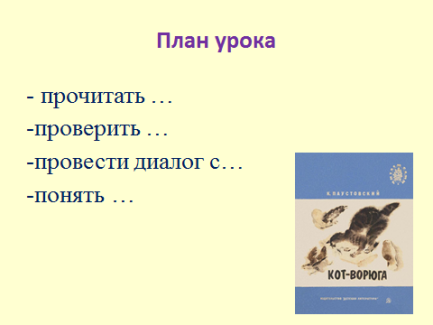 План урока
- прочитать …
-проверить …
-провести диалог с…
-понять …
К. ПАУСТОВСКИЙ
КОТ-ВОРЮГА